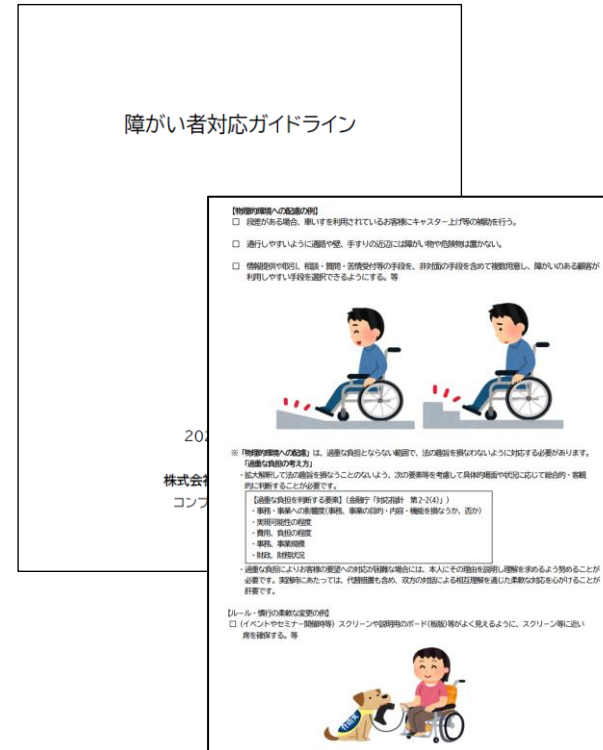 障がい者対応ガイドライン
202
株式会社
コンプ
【物理的環境への配慮の例】
□ 段差がある場合、車いすを利用されているお客様にキャスター上げ等の補助を行う。
□ 通行しやすいように通路や壁、手すりの近辺には障がい物や危険物は置かない。
□ 情報提供や取引、相談・質問・苦情受付等の手段を、非対面の手段を含めて複数用意し、障がいのある顧客が
利用しやすい手段を選択できるようにする。等
※「物理的環境への配慮」は、過重な負担とならない範囲で、法の趣旨を損なわないように対応する必要があります。
「過重な負担の考え方」
・拡大解釈して法の趣旨を損なうことのないよう、次の要素等を考慮して具体的場面や状況に応じて総合的・客観
的に判断することが必要です。
【過重な負担を判断する要素】(金融庁「対応指針 第2-2(4)」)
・事務・事業への影響度(事務、事業の目的・内容・機能を損なうか、否か)
・実現可能性の程度
・費用、負担の程度
・事務、事業規模
・財政、財務状況
・過重な負担によりお客様の要望への対応が困難な場合には、本人にその理由を説明し理解を求めるよう努めることが
必要です。実践時にあたっては、代替措置も含め、双方の対話による相互理解を通じた柔軟な対応を心がけることが
肝要です。
【ルール・慣行の柔軟な変更の例】
□(イベントやセミナー開催時等)スクリーンや説明用のボード(板版)等がよく見えるように、スクリーン等に近い
席を確保する。等
介助犬